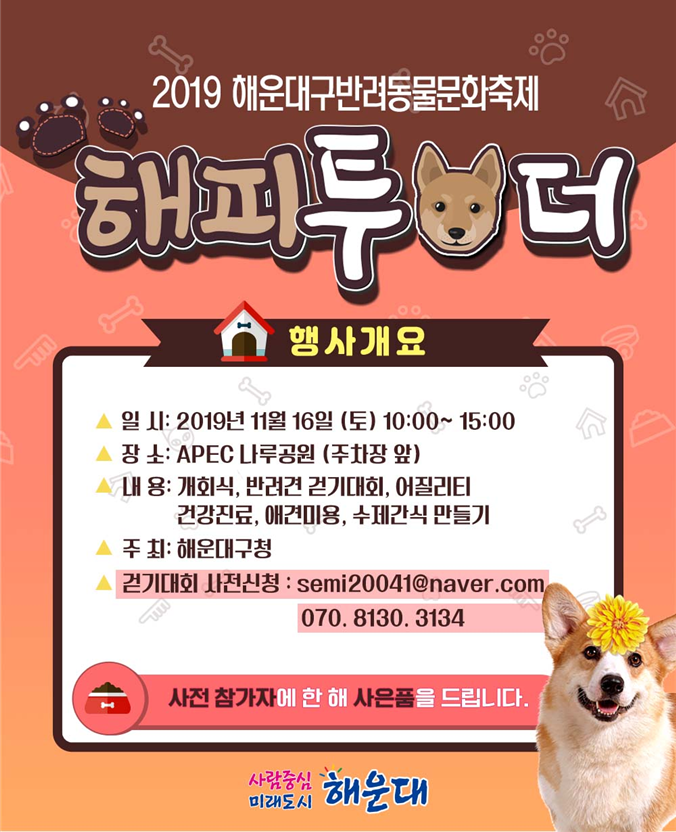 2019 해운대구반려동물문화축제
해피투더
행사개요
일 시: 2019년 11월 16일 (토) 10:00~ 15:00
장 소: APEC 나루공원 (주차장 앞)
내 용: 개회식, 반려견 걷기대회, 어질리티
건강진료, 애견미용, 수제간식 만들기
주 최: 해운대구청
걷기대회 사전신청 : semi20041@naver.com
070. 8130. 3134
사전 참가자에 한 해 사은품을 드립니다.
사람중심
미래도시 해운대